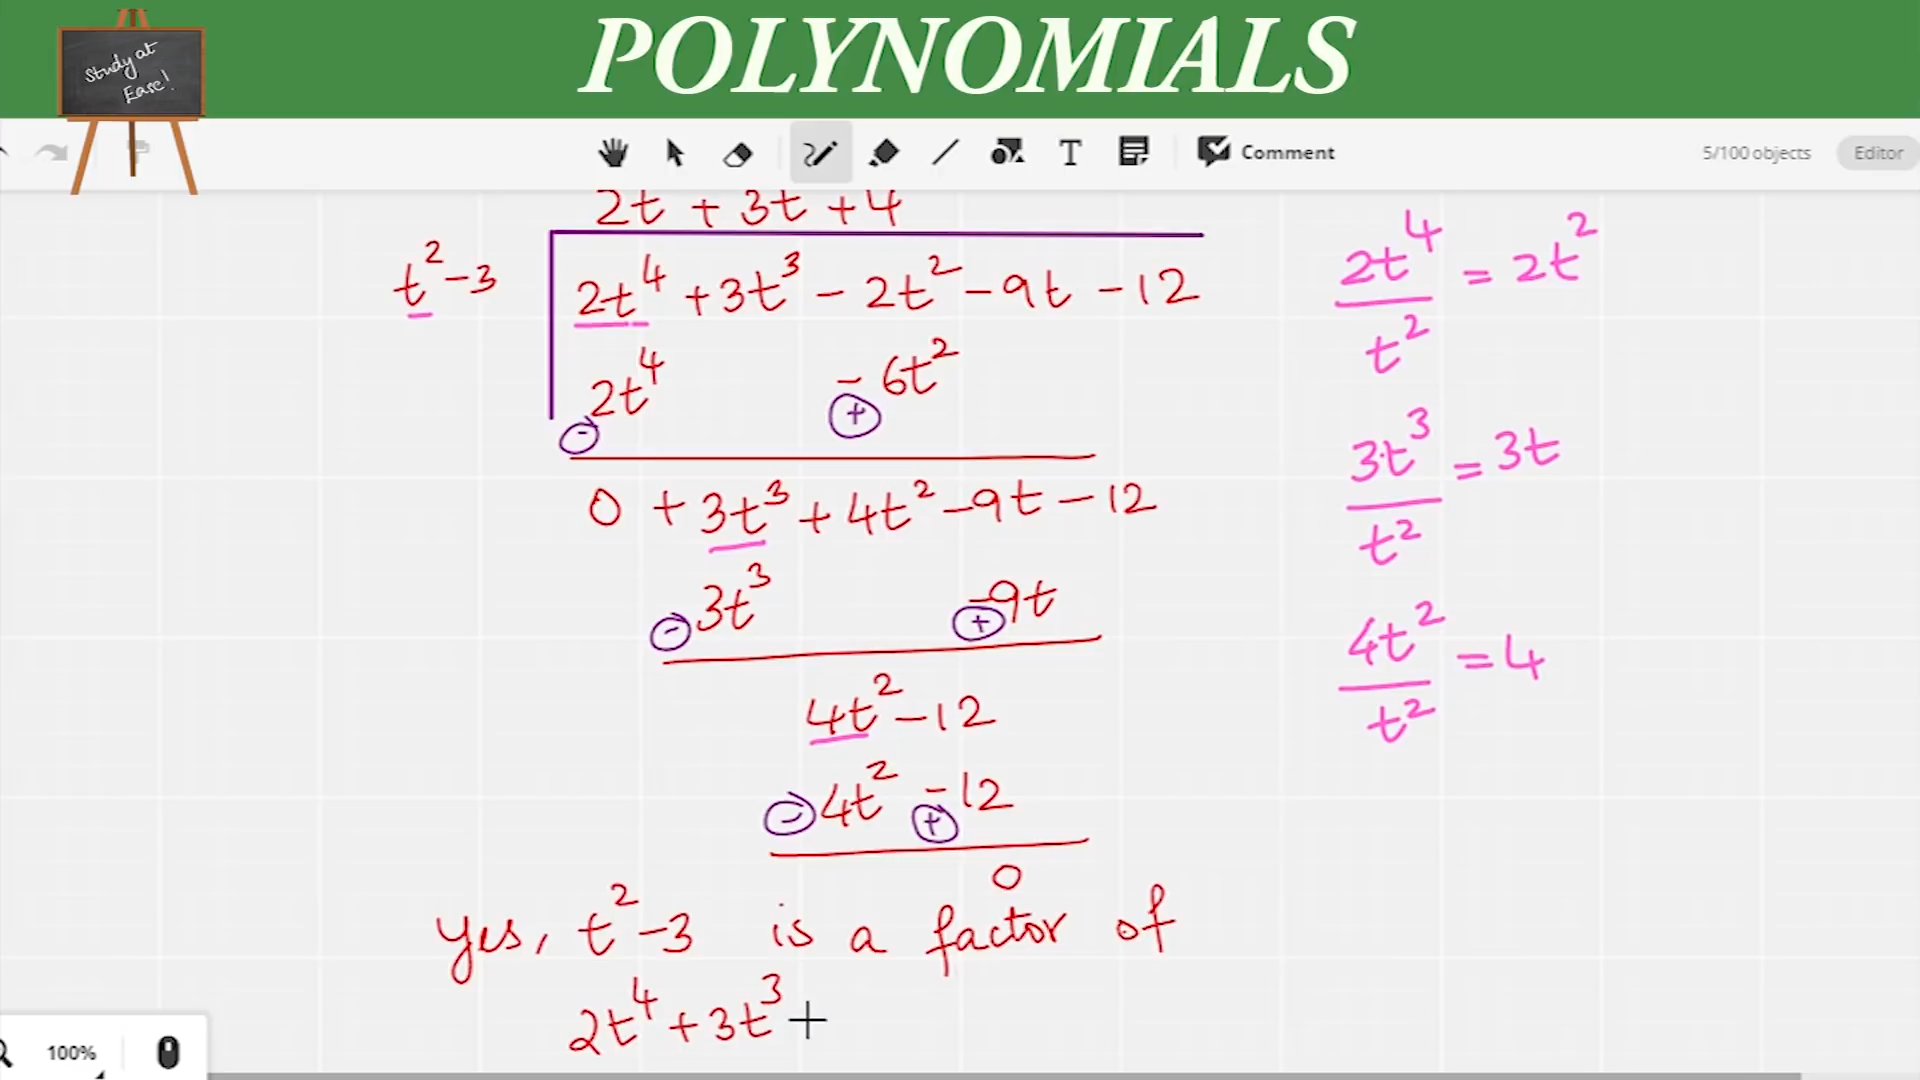 POLYNOMIALS
Study at
Ease!
Comment
5/100 objects
Editor
2t + 3t + 4
t² - 3
2t⁴ + 3t³ - 2t² - 9t - 12
2t⁴ - 6t²
- +
0 + 3t³ + 4t² - 9t - 12
3t³ - 9t
- +
4t² - 12
4t² - 12
- +
0
Yes, t² - 3 is a factor of
2t⁴ + 3t³
2t⁴/t² = 2t²
3t³/t² = 3t
4t²/t² = 4
100%